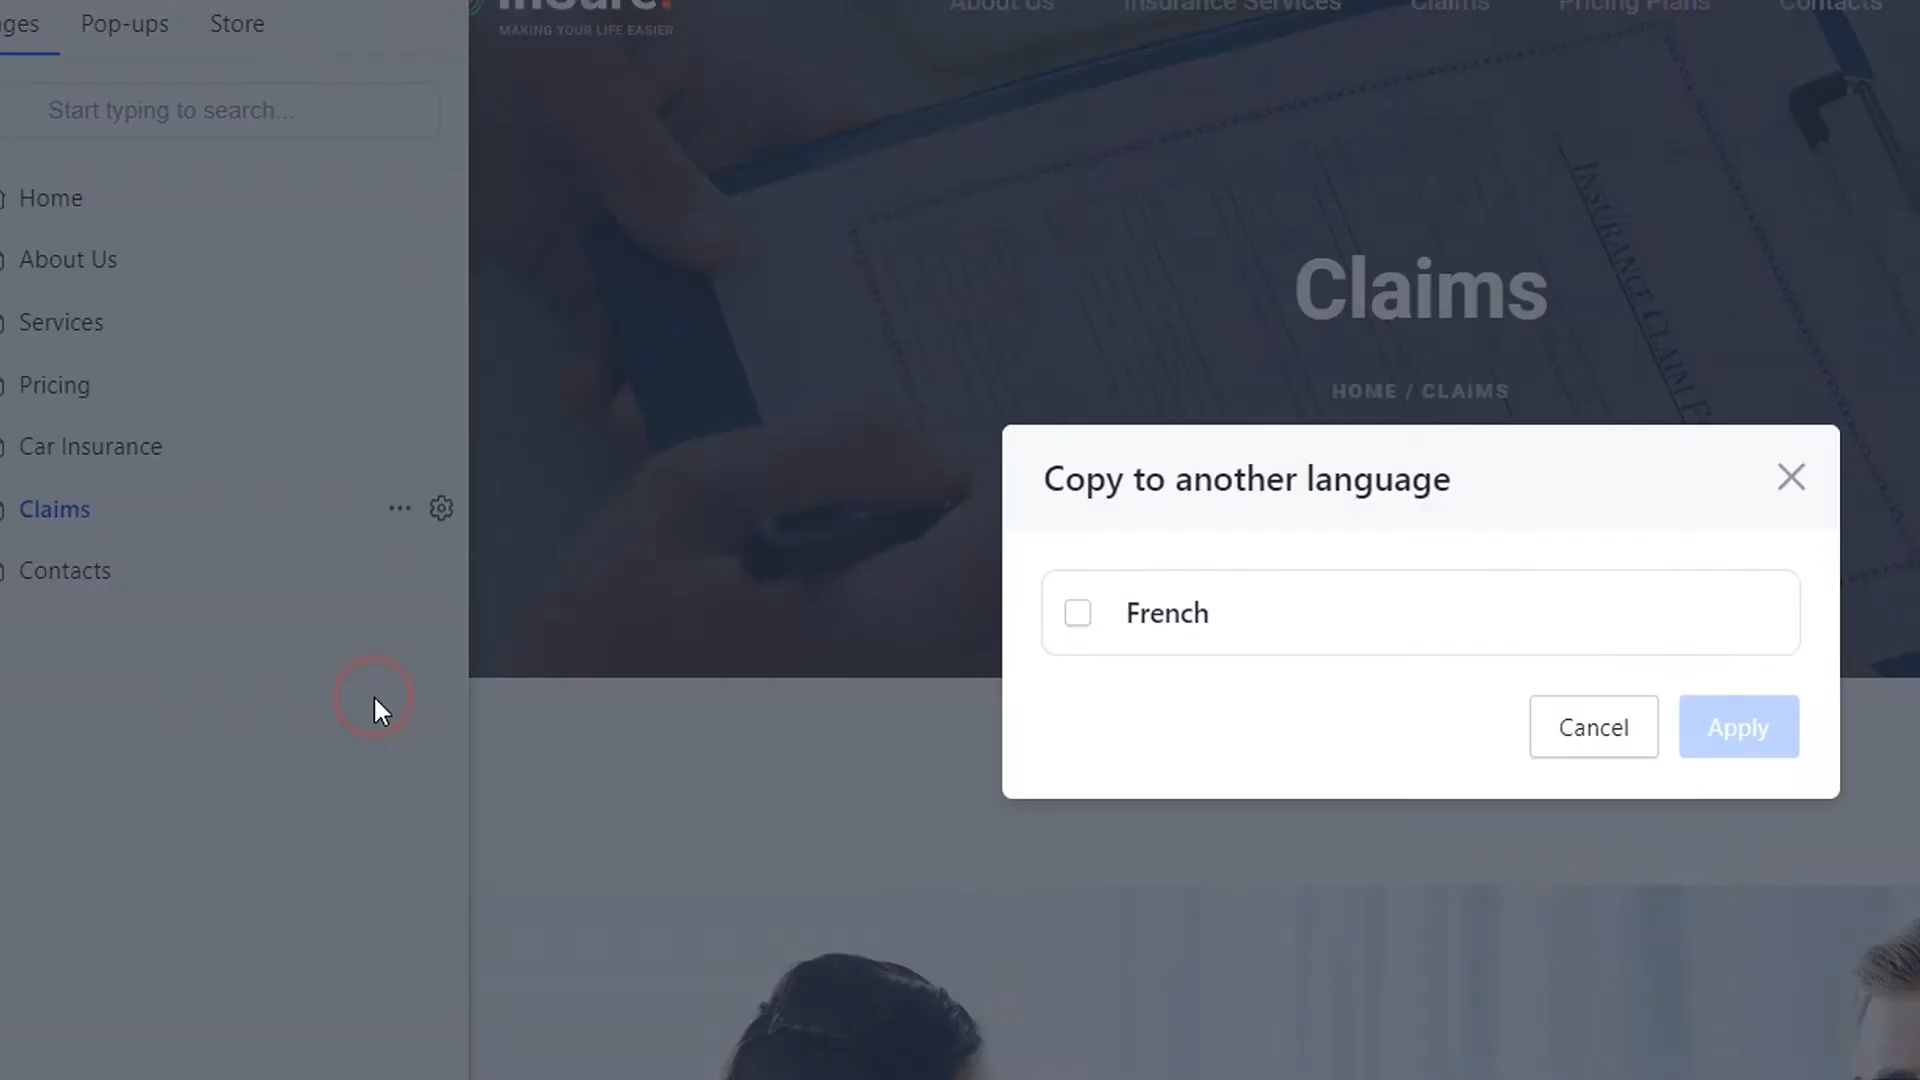 Pop-ups
Store
MAKING YOUR LIFE EASIER
About Us
Insurance Services
Claims
Pricing Plans
Contacts
Start typing to search...
Home
About Us
Services
Pricing
Car Insurance
Claims
Contacts
Claims
HOME / CLAIMS
INSURANCE CLAIM
Copy to another language
French
Cancel
Apply